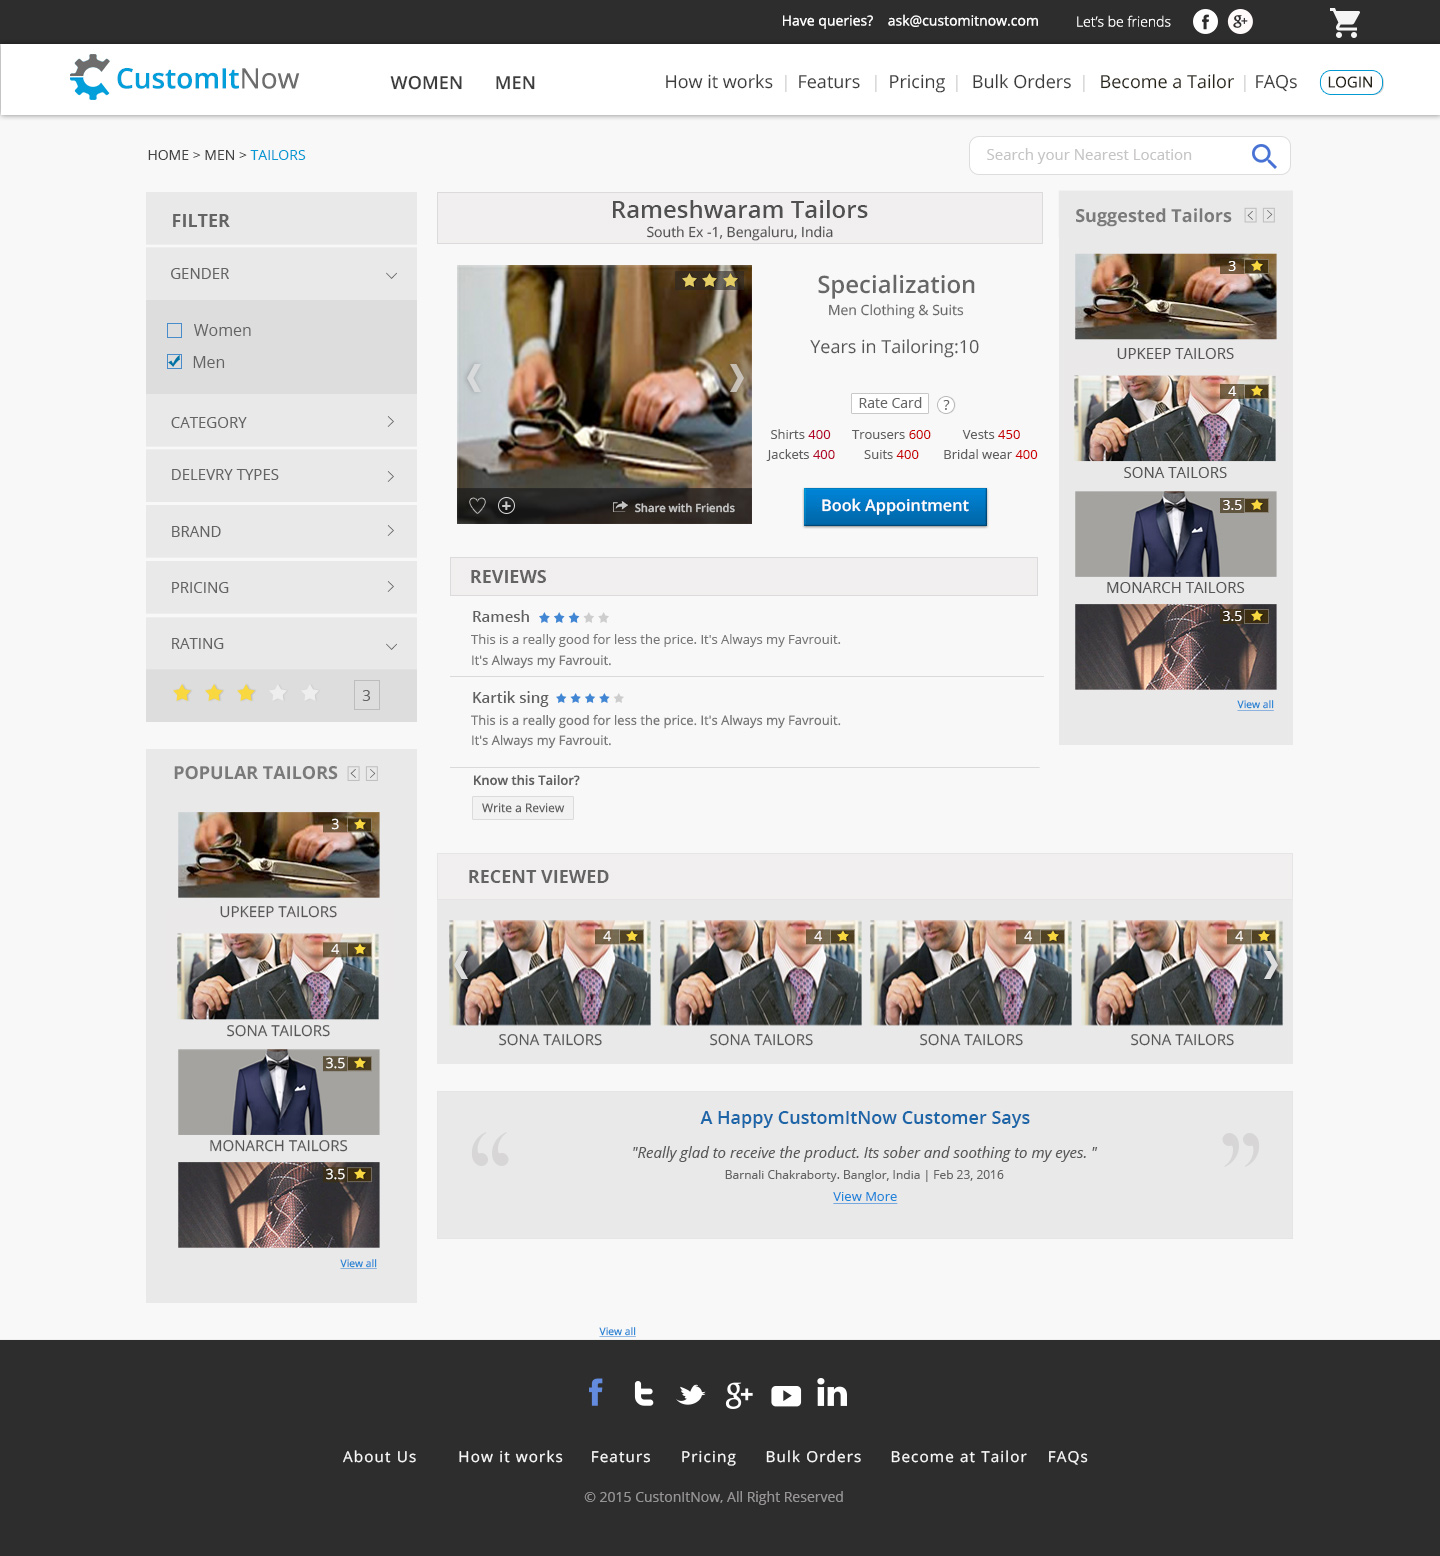 Have queries? ask@customitnow.com Let's be friends
CustomItNow WOMEN MEN How it works | Featurs | Pricing | Bulk Orders | Become a Tailor | FAQs LOGIN
HOME > MEN > TAILORS
Search your Nearest Location
FILTER
GENDER
Women
Men
CATEGORY
DELEVRY TYPES
BRAND
PRICING
RATING
3
POPULAR TAILORS
3
UPKEEP TAILORS
4
SONA TAILORS
3.5
MONARCH TAILORS
3.5
View all
Rameshwaram Tailors
South Ex -1, Bengaluru, India
Share with Friends
Specialization
Men Clothing & Suits
Years in Tailoring:10
Rate Card ?
Shirts 400 Trousers 600 Vests 450
Jackets 400 Suits 400 Bridal wear 400
Book Appointment
REVIEWS
Ramesh
This is a really good for less the price. It's Always my Favrouit.
It's Always my Favrouit.
Kartik sing
This is a really good for less the price. It's Always my Favrouit.
It's Always my Favrouit.
Know this Tailor?
Write a Review
Suggested Tailors
3
UPKEEP TAILORS
4
SONA TAILORS
3.5
MONARCH TAILORS
3.5
View all
RECENT VIEWED
4 4 4 4
SONA TAILORS SONA TAILORS SONA TAILORS SONA TAILORS
A Happy CustomItNow Customer Says
"Really glad to receive the product. Its sober and soothing to my eyes. "
Barnali Chakraborty. Banglor, India | Feb 23, 2016
View More
View all
About Us How it works Featurs Pricing Bulk Orders Become at Tailor FAQs
© 2015 CustonItNow, All Right Reserved